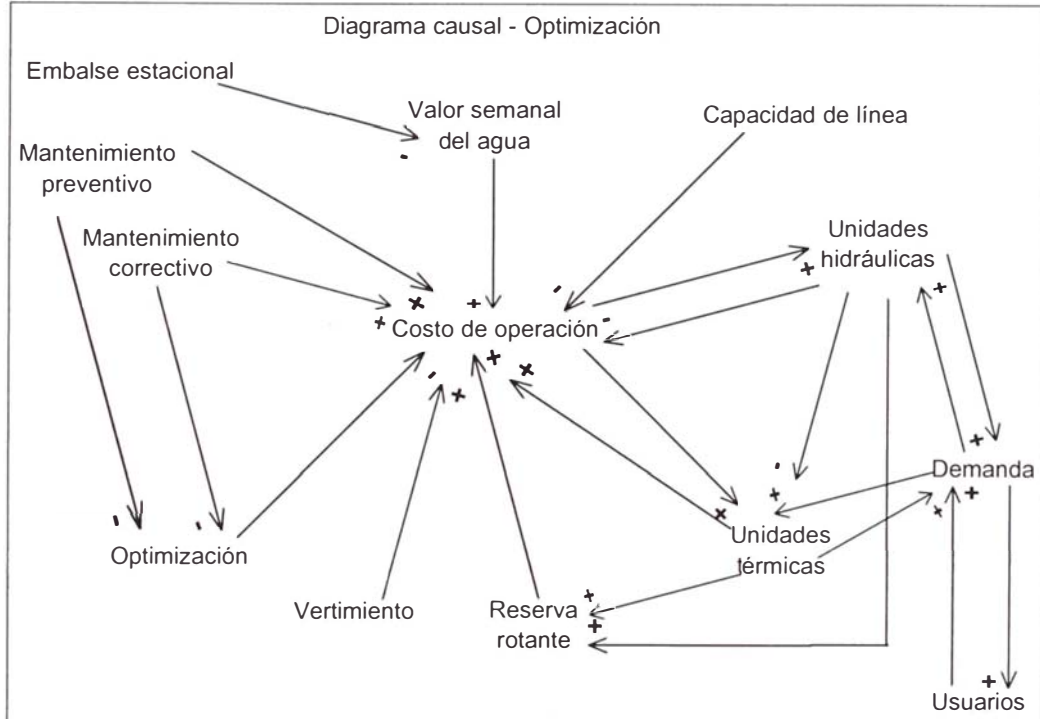 Diagrama causal - Optimización
Embalse estacional
Valor semanal
del agua
Capacidad de línea
Mantenimiento
preventivo
Mantenimiento
correctivo
Unidades
hidráulicas
Costo de operación
Demanda
Optimización
Unidades
térmicas
Vertimiento
Reserva
rotante
Usuarios